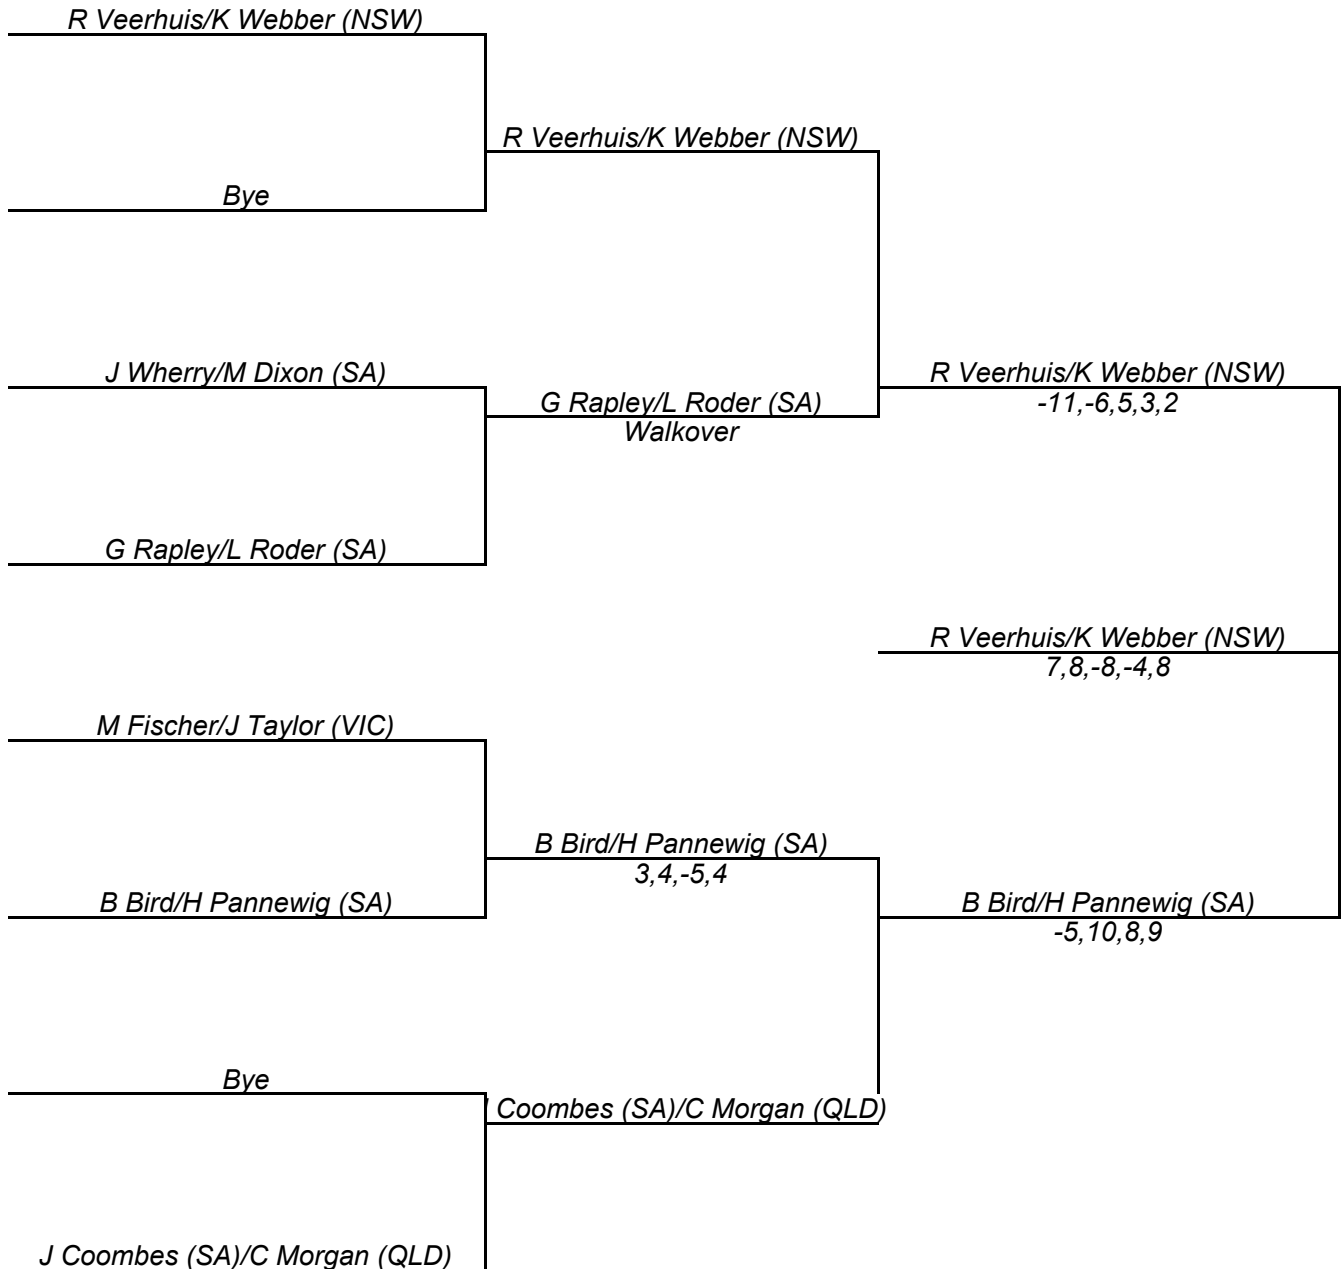 R Veerhuis/K Webber (NSW)
R Veerhuis/K Webber (NSW)
Bye
J Wherry/M Dixon (SA)
R Veerhuis/K Webber (NSW)
-11,-6,5,3,2
G Rapley/L Roder (SA)
Walkover
G Rapley/L Roder (SA)
R Veerhuis/K Webber (NSW)
7,8,-8,-4,8
M Fischer/J Taylor (VIC)
B Bird/H Pannewig (SA)
3,4,-5,4
B Bird/H Pannewig (SA)
B Bird/H Pannewig (SA)
-5,10,8,9
Bye
Coombes (SA)/C Morgan (QLD)
J Coombes (SA)/C Morgan (QLD)